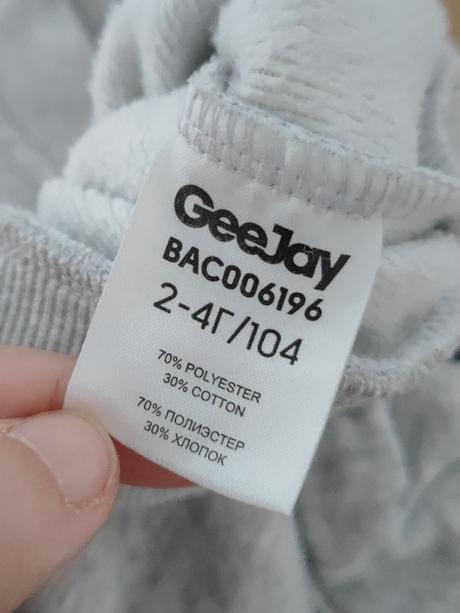 GeeJay
BAC006196
2-4Г/104
70% POLYESTER
30% COTTON
70% ПОЛИЭСТЕР
30% ХЛОПОК